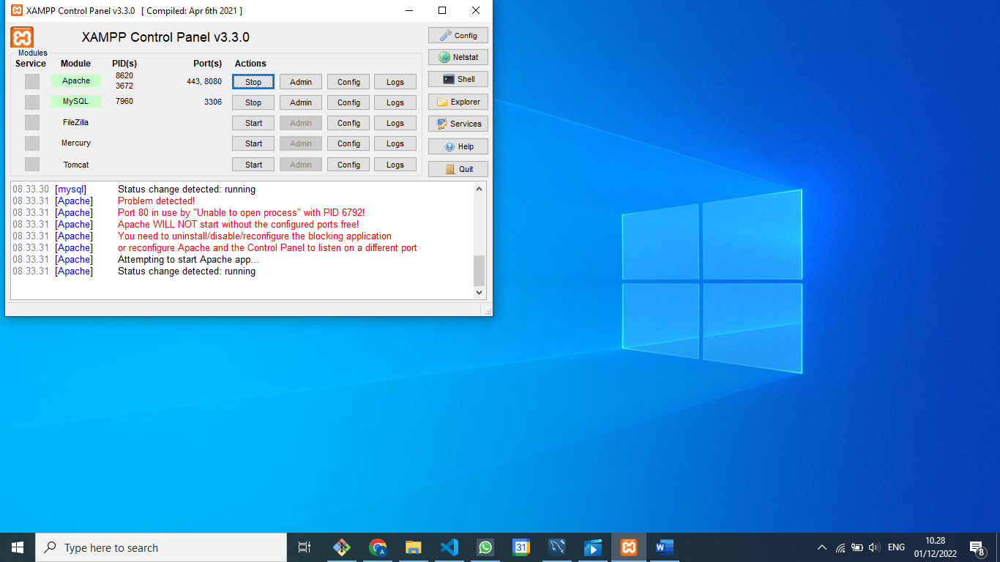 XAMPP Control Panel v3.3.0 [ Compiled: Apr 6th 2021 ]
XAMPP Control Panel v3.3.0
Config
Modules
Service Module PID(s) Port(s) Actions
Netstat
Apache 8620 3672 443, 8080 Stop Admin Config Logs
Shell
MySQL 7960 3306 Stop Admin Config Logs
Explorer
FileZilla Start Admin Config Logs
Services
Mercury Start Admin Config Logs
Help
Tomcat Start Admin Config Logs
Quit
08.33.30 [mysql] Status change detected: running
08.33.31 [Apache] Problem detected!
08.33.31 [Apache] Port 80 in use by "Unable to open process" with PID 6792!
08.33.31 [Apache] Apache WILL NOT start without the configured ports free!
08.33.31 [Apache] You need to uninstall/disable/reconfigure the blocking application
08.33.31 [Apache] or reconfigure Apache and the Control Panel to listen on a different port
08.33.31 [Apache] Attempting to start Apache app...
08.33.31 [Apache] Status change detected: running
Type here to search
A
31
W
ENG
10.28
01/12/2022
8